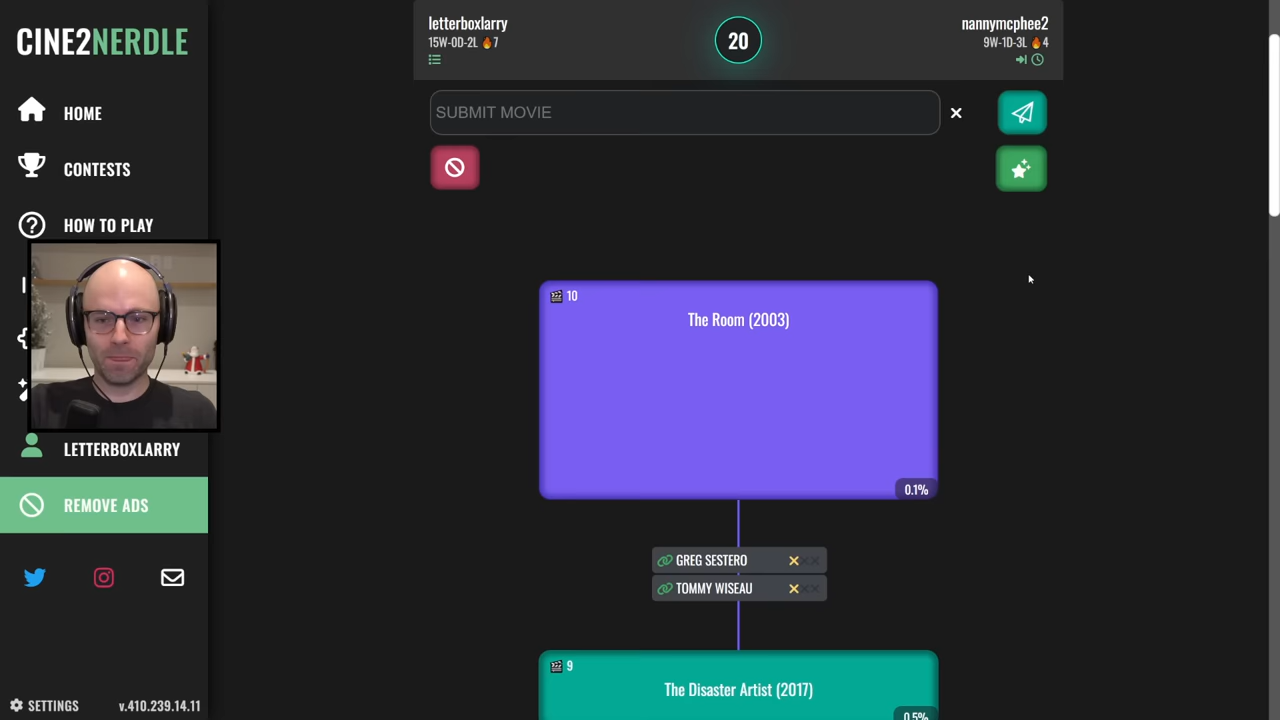 CINE2NERDLE
HOME
CONTESTS
HOW TO PLAY
LETTERBOXLARRY
REMOVE ADS
SETTINGS
v.410.239.14.11
letterboxlarry
15W-0D-2L 🔥7
20
nannymcphee2
9W-1D-3L 🔥4
SUBMIT MOVIE
10
The Room (2003)
0.1%
GREG SESTERO
TOMMY WISEAU
9
The Disaster Artist (2017)
0.5%